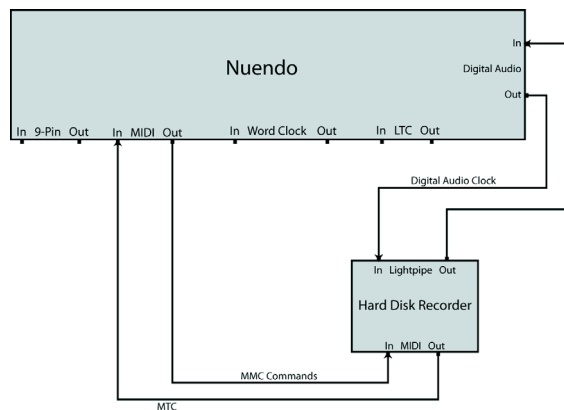 In
Nuendo
Digital Audio
Out
In 9-Pin Out In MIDI Out In Word Clock Out In LTC Out
Digital Audio Clock
In Lightpipe Out
Hard Disk Recorder
In MIDI Out
MMC Commands
MTC